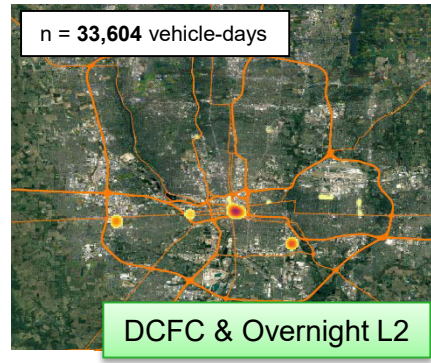 n = 33,604 vehicle-days
DCFC & Overnight L2